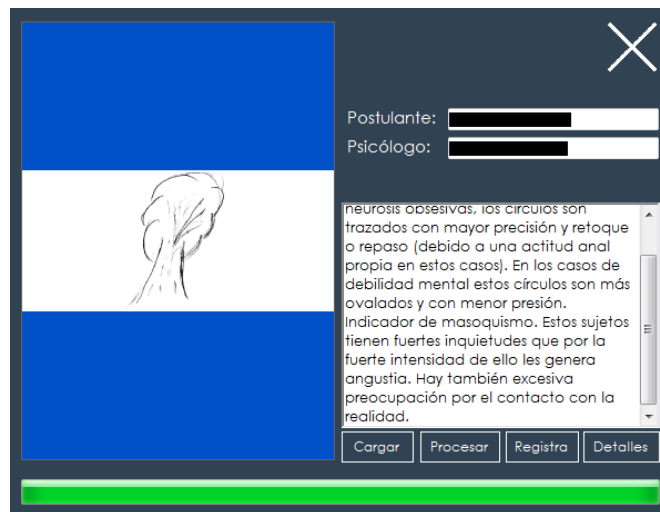 Postulante:
Psicólogo:
neurosis obsesivas, los círculos son
trazados con mayor precisión y retoque
o repaso (debido a una actitud anal
propia en estos casos). En los casos de
debilidad mental estos círculos son más
ovalados y con menor presión.
Indicador de masoquismo. Estos sujetos
tienen fuertes inquietudes que por la
fuerte intensidad de ello les genera
angustia. Hay también excesiva
preocupación por el contacto con la
realidad.
Cargar Procesar Registra Detalles